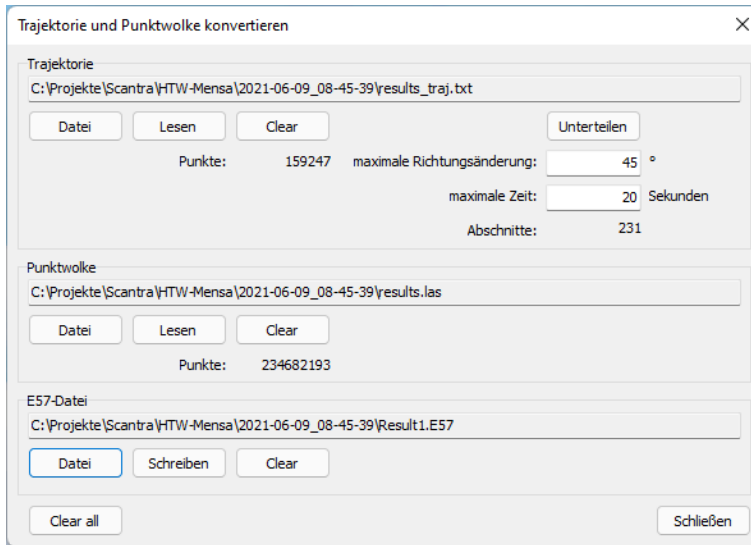 Trajektorie und Punktwolke konvertieren
Trajektorie
C:\Projekte\Scantra\HTW-Mensa\2021-06-09_08-45-39\results_traj.txt
Datei Lesen Clear Unterteilen
Punkte: 159247 maximale Richtungsänderung: 45 °
maximale Zeit: 20 Sekunden
Abschnitte: 231
Punktwolke
C:\Projekte\Scantra\HTW-Mensa\2021-06-09_08-45-39\results.las
Datei Lesen Clear
Punkte: 234682193
E57-Datei
C:\Projekte\Scantra\HTW-Mensa\2021-06-09_08-45-39\Result1.E57
Datei Schreiben Clear
Clear all Schließen